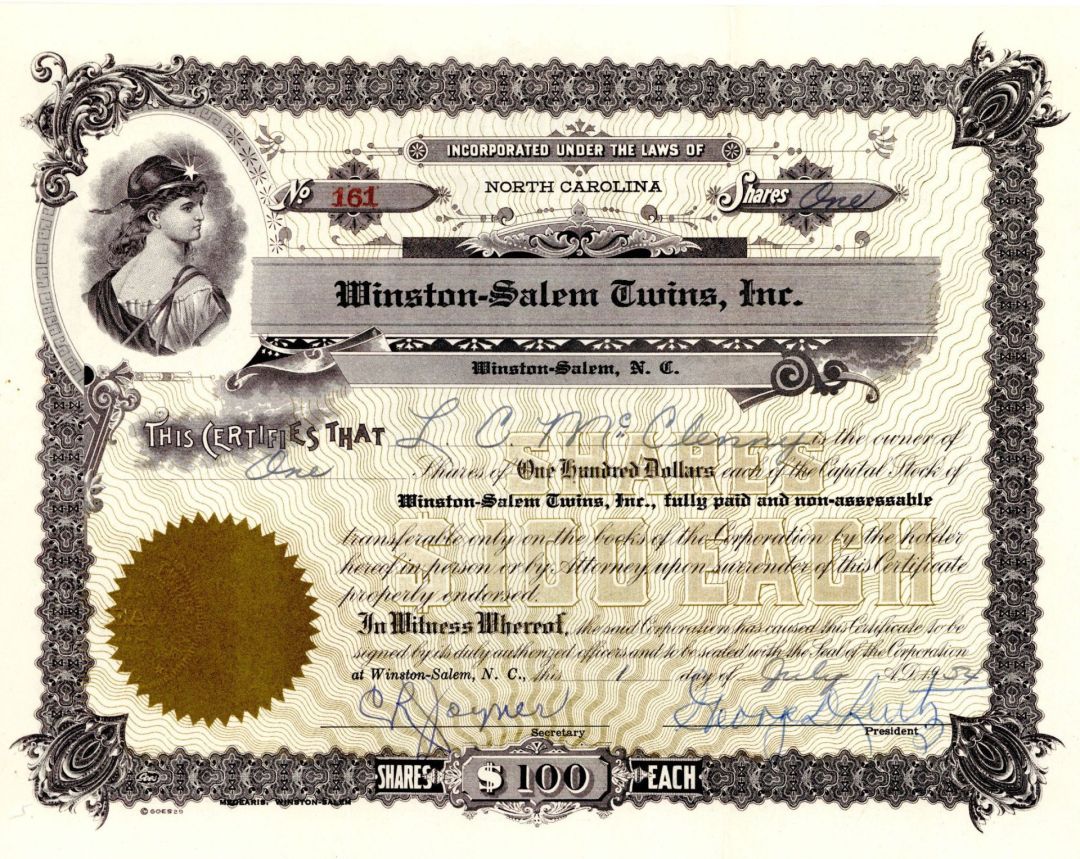 INCORPORATED UNDER THE LAWS OF
No 161
NORTH CAROLINA
Shares One
Winston-Salem Twins, Inc.
Winston-Salem, N. C.
THIS CERTIFIES THAT L. C. McClenny is the owner of
One Shares of One Hundred Dollars each of the Capital Stock of
Winston-Salem Twins, Inc., fully paid and non-assessable
transferable only on the books of the Corporation by the holder
hereof in person or by Attorney upon surrender of this Certificate
properly endorsed.
In Witness Whereof, the said Corporation has caused this Certificate to be
signed by its duly authorized officers and to be sealed with the Seal of the Corporation
at Winston-Salem, N. C., this 1 day of July A.D. 1954
SHARES
$100 EACH
C R Joyner
Secretary
President
SHARES $100 EACH
Goes
MEDEARIS, WINSTON-SALEM
© GOES 29